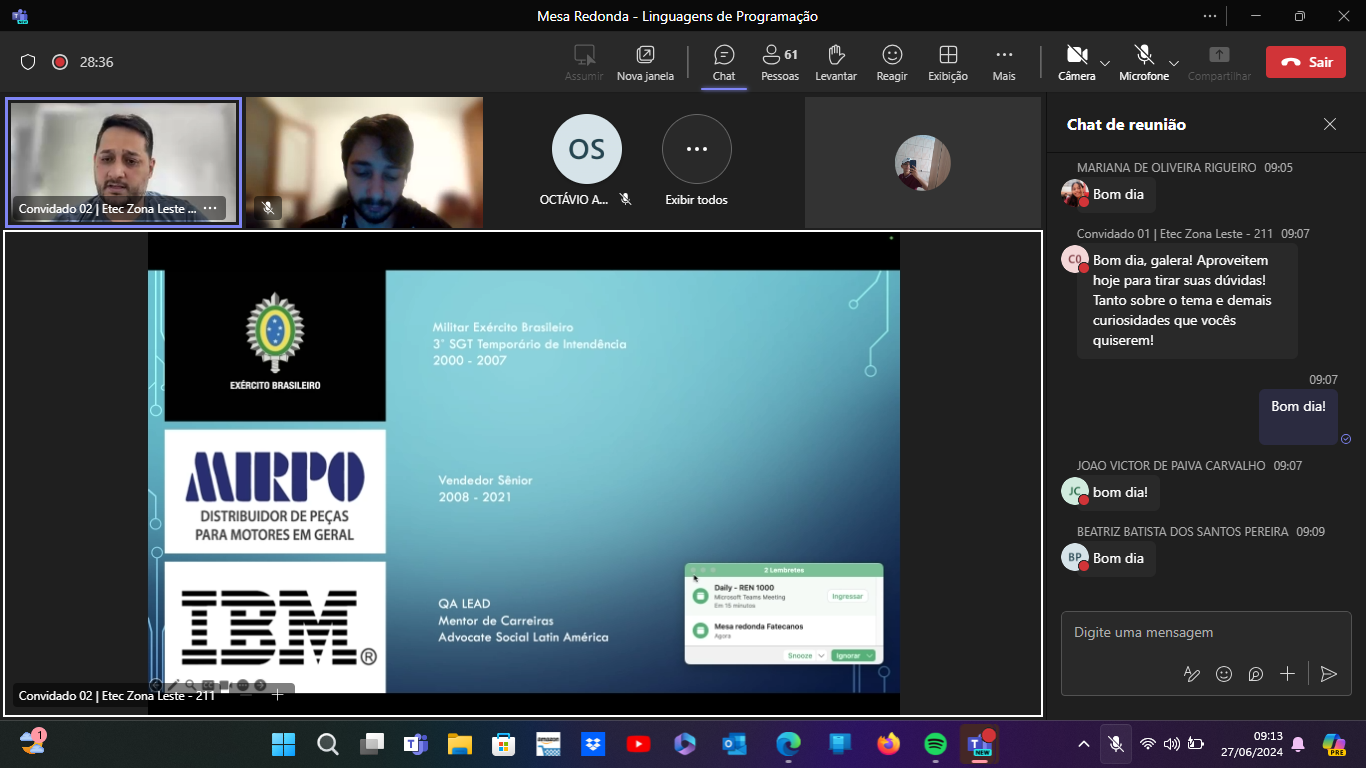 Mesa Redonda - Linguagens de Programação
28:36
Assumir
Nova janela
Chat
61
Pessoas
Levantar
Reagir
Exibição
Mais
Câmera
Microfone
Compartilhar
Sair
Convidado 02 | Etec Zona Leste ...
OS
OCTÁVIO A...
Exibir todos
EXÉRCITO BRASILEIRO
Militar Exército Brasileiro
3° SGT Temporário de Intendência
2000 - 2007
MIRPO
DISTRIBUIDOR DE PEÇAS
PARA MOTORES EM GERAL
Vendedor Sênior
2008 - 2021
IBM®
QA LEAD
Mentor de Carreiras
Advocate Social Latin América
2 Lembretes
Daily - REN 1000
Microsoft Teams Meeting
Em 15 minutos
Ingressar
Mesa redonda Fatecanos
Agora
Snooze
Ignorar
Convidado 02 | Etec Zona Leste - 211
Chat de reunião
MARIANA DE OLIVEIRA RIGUEIRO 09:05
Bom dia
Convidado 01 | Etec Zona Leste - 211 09:07
C0
Bom dia, galera! Aproveitem
hoje para tirar suas dúvidas!
Tanto sobre o tema e demais
curiosidades que vocês
quiserem!
09:07
Bom dia!
JOAO VICTOR DE PAIVA CARVALHO 09:07
JC
bom dia!
BEATRIZ BATISTA DOS SANTOS PEREIRA 09:09
BP
Bom dia
Digite uma mensagem
1
amazon
NEW
09:13
27/06/2024
PRE